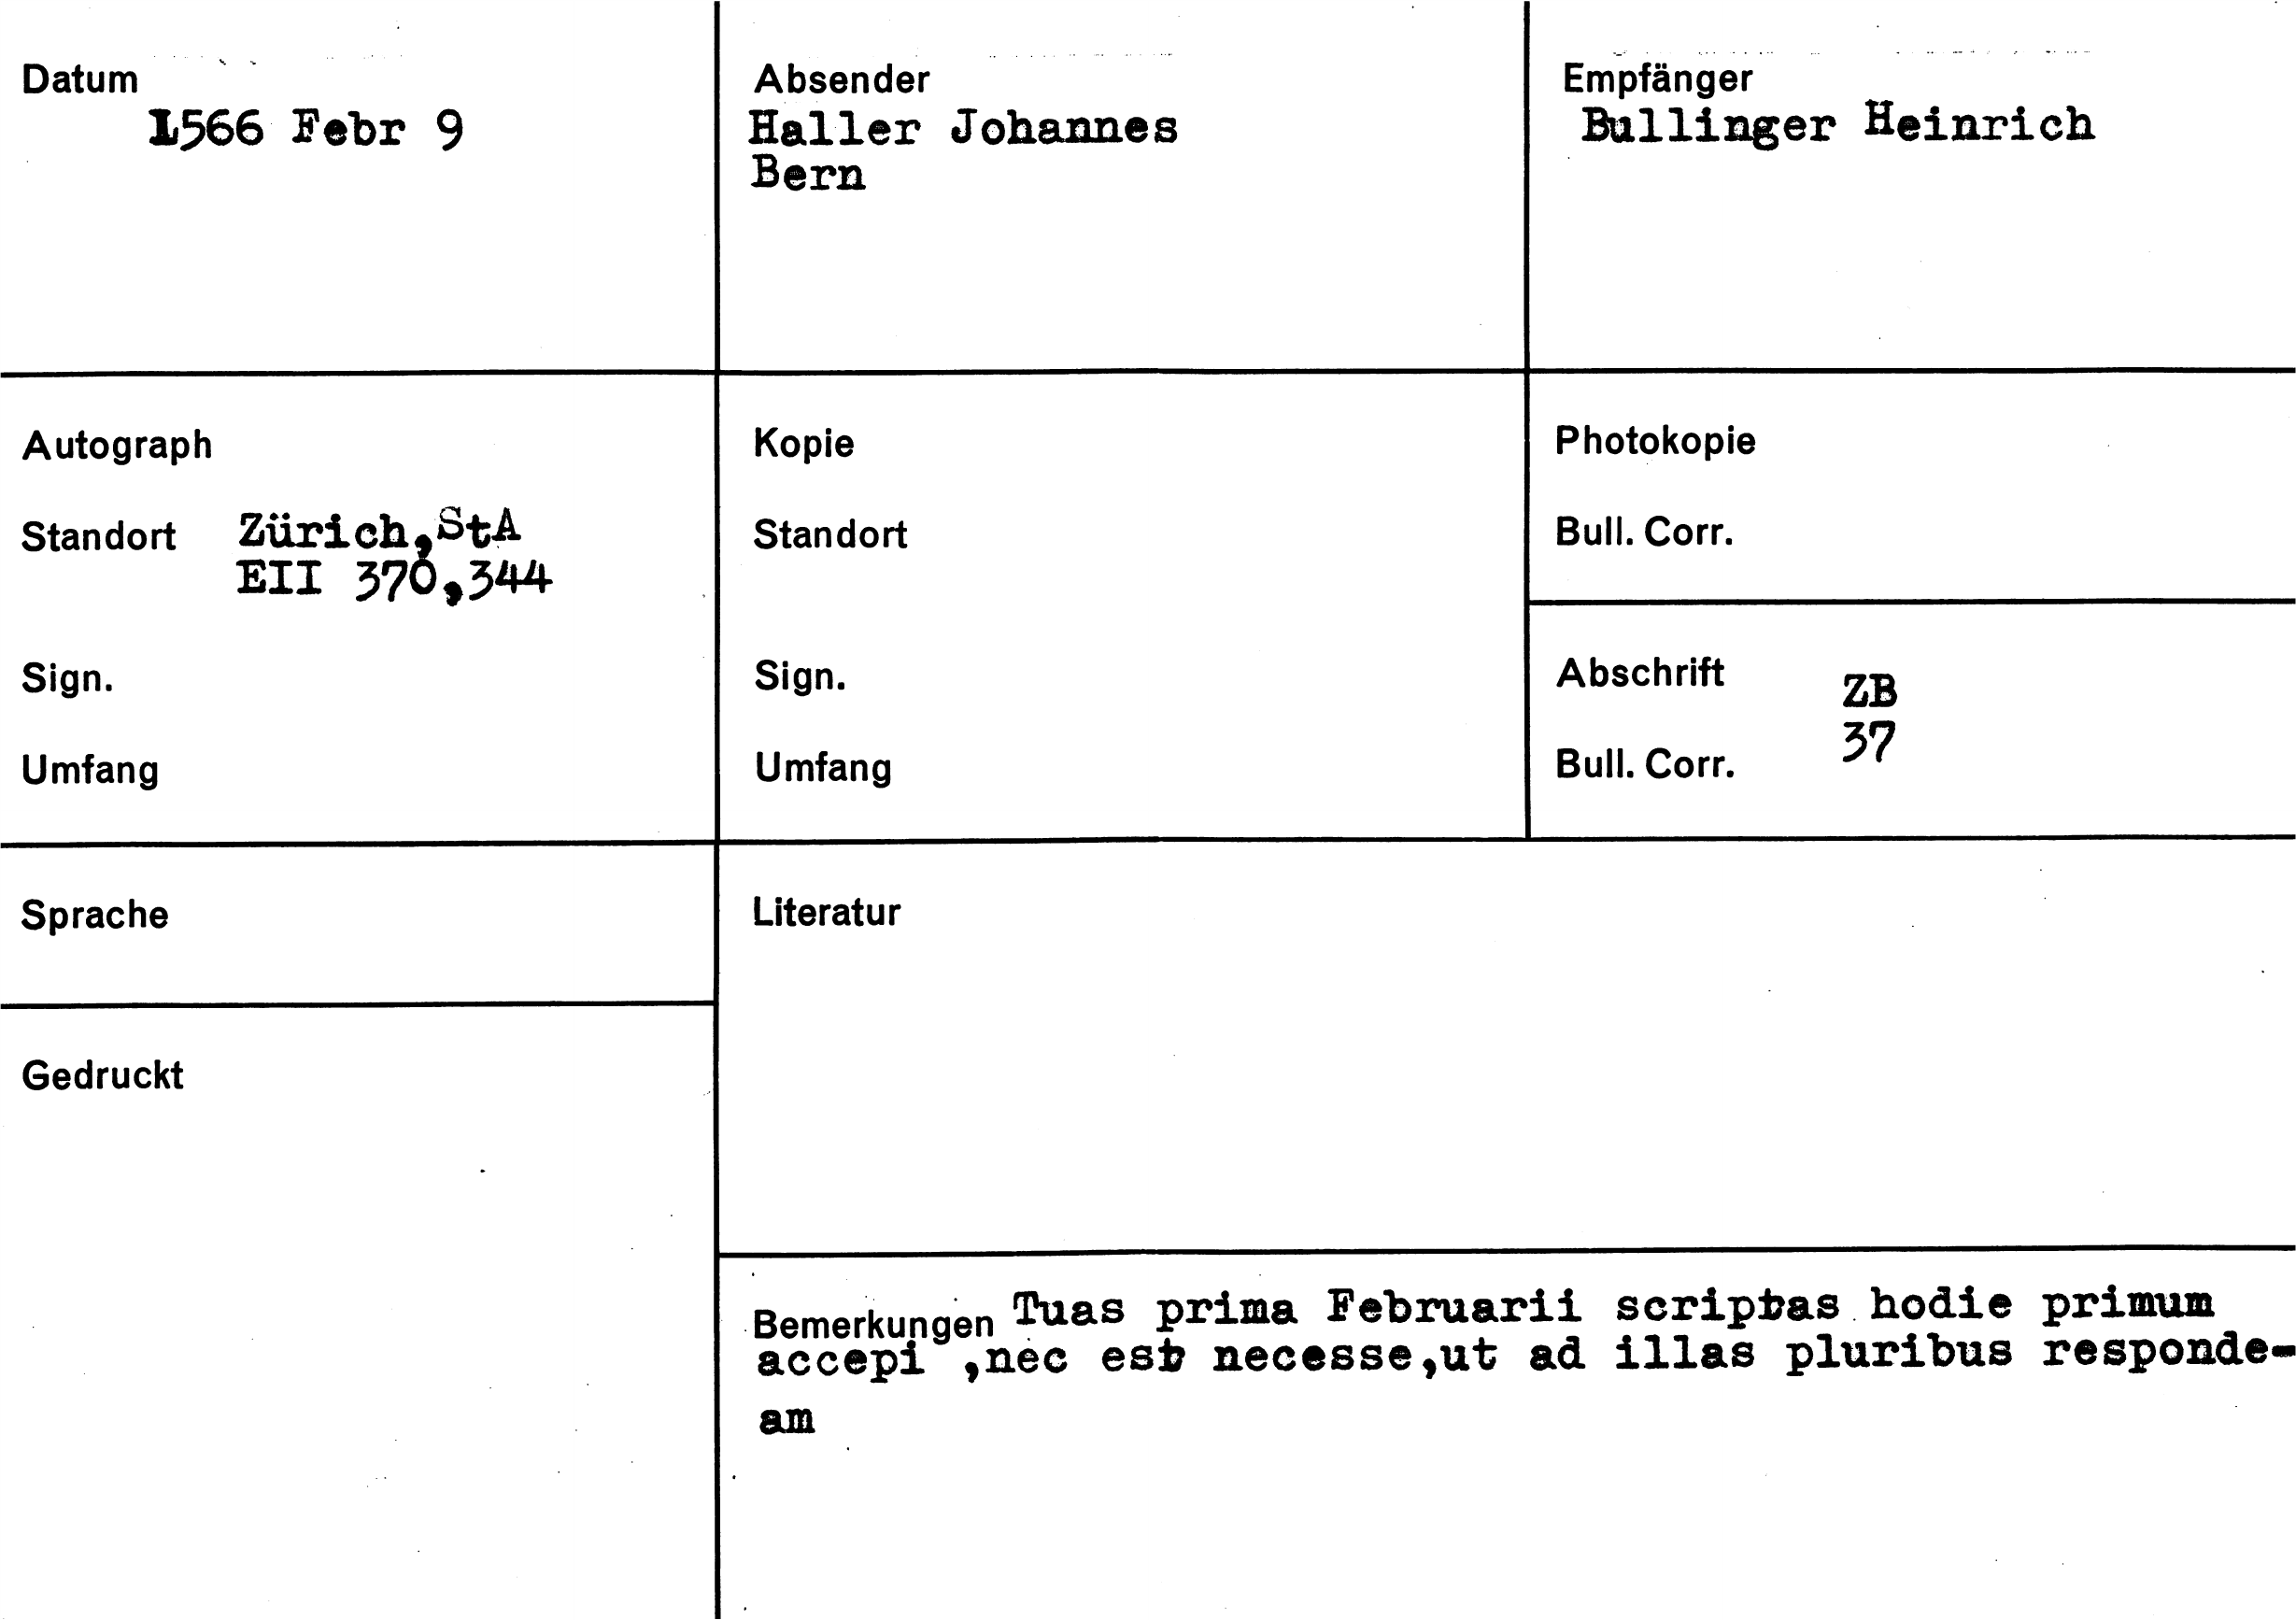 Datum
1566 Febr 9
Absender
Haller Johannes
Bern
Empfänger
Bullinger Heinrich
Autograph
Standort Zürich,StA
EII 370,344
Sign.
Umfang
Kopie
Standort
Sign.
Umfang
Photokopie
Bull. Corr.
Abschrift ZB
37
Bull. Corr.
Sprache
Gedruckt
Literatur
Bemerkungen Tuas prima Februarii scriptas hodie primum
accepi ,nec est necesse,ut ad illas pluribus responde-
am